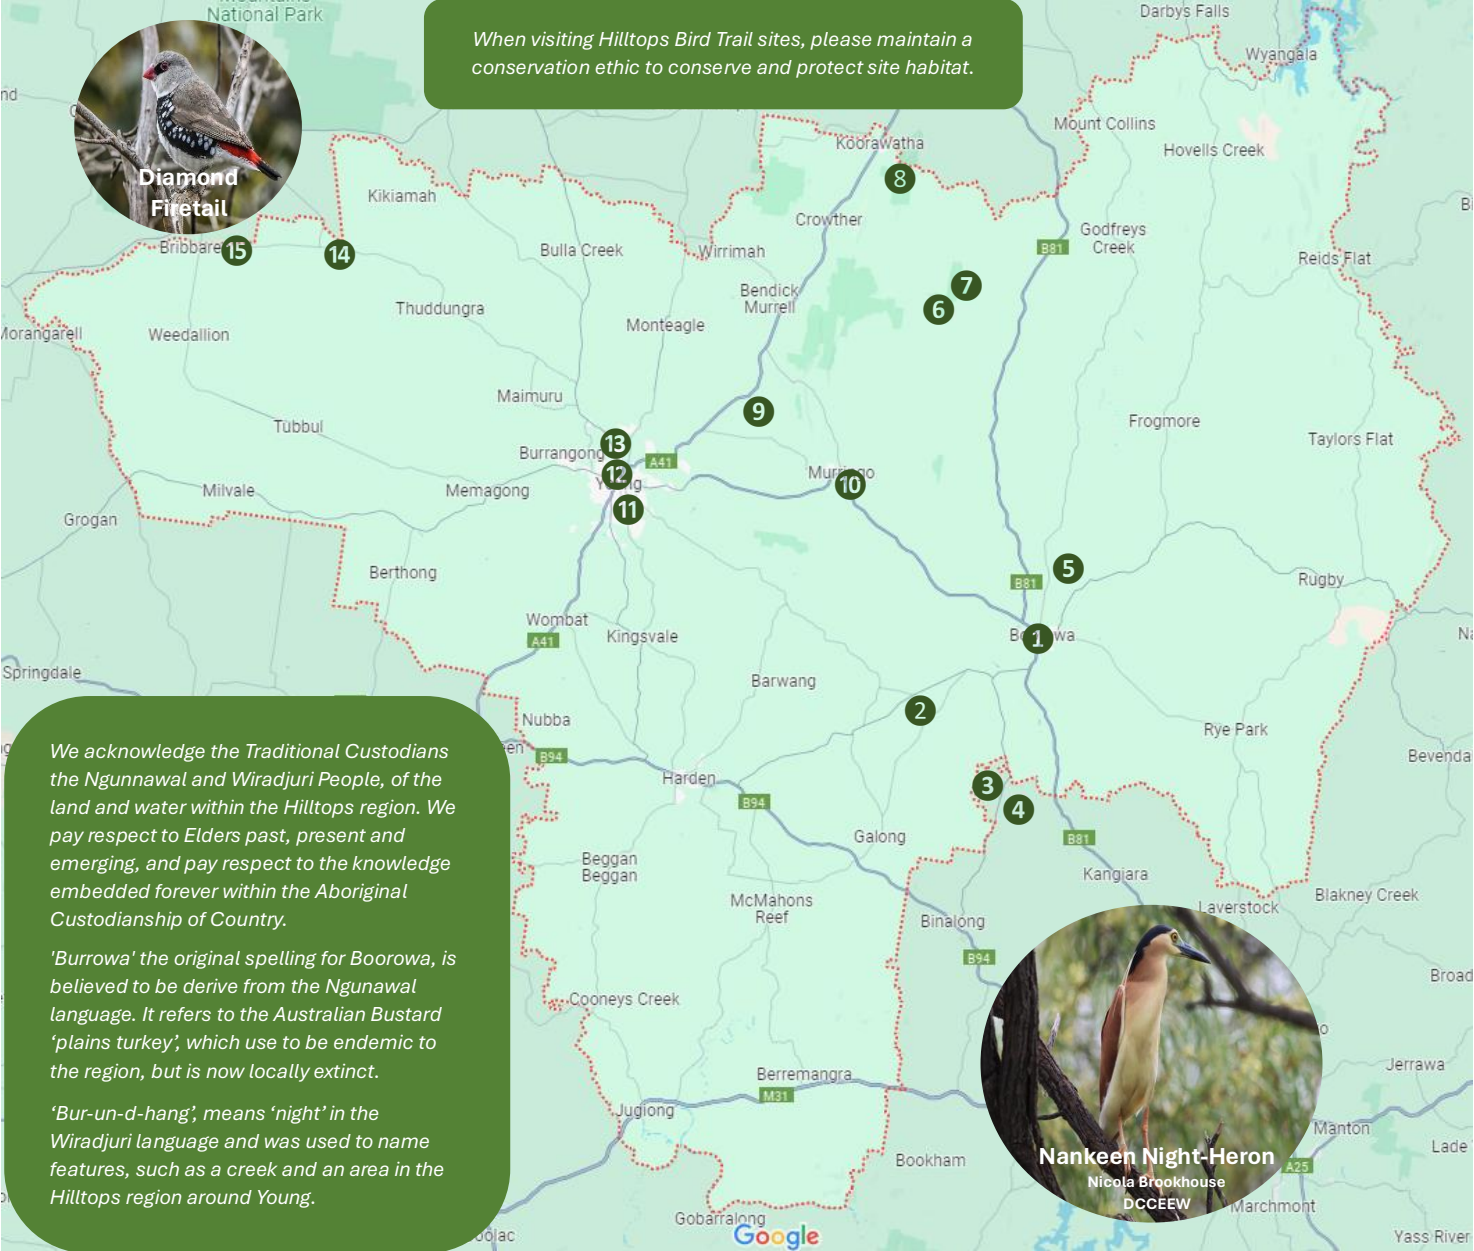 National Park
Darbys Falls
When visiting Hilltops Bird Trail sites, please maintain a
conservation ethic to conserve and protect site habitat.
Wyangala
nd
Mount Collins
Koorawatha
Hovells Creek
8
Diamond
Firetail
Kikiamah
Bi
Crowther
Godfreys
Creek
15
14
Bulla Creek
Wirrimah
B81
Reids Flat
7
Bendick
Murrell
6
Thuddungra
Monteagle
Morangarell
Weedallion
Maimuru
9
Tubbul
Frogmore
Taylors Flat
13
Burrangong
A41
12
Murringo
10
Milvale
Memagong
11
Grogan
Berthong
5
B81
Rugby
Wombat
A41
Kingsvale
1
Na
Springdale
Barwang
2
Nubba
Rye Park
een
B94
Bevenda
Harden
3
B94
4
Galong
B81
Beggan
Beggan
Kangiara
McMahons
Reef
Blakney Creek
Laverstock
Binalong
B94
Broad
Cooneys Creek
o
Jerrawa
Berremangra
M31
Jugiong
Manton
Lade
Bookham
A25
Marchmont
Gobarralong
Google
Yass River
We acknowledge the Traditional Custodians
the Ngunnawal and Wiradjuri People, of the
land and water within the Hilltops region. We
pay respect to Elders past, present and
emerging, and pay respect to the knowledge
embedded forever within the Aboriginal
Custodianship of Country.
'Burrowa' the original spelling for Boorowa, is
believed to be derive from the Ngunawal
language. It refers to the Australian Bustard
‘plains turkey’, which use to be endemic to
the region, but is now locally extinct.
‘Bur-un-d-hang’, means ‘night’ in the
Wiradjuri language and was used to name
features, such as a creek and an area in the
Hilltops region around Young.
Nankeen Night-Heron
Nicola Brookhouse
DCCEEW